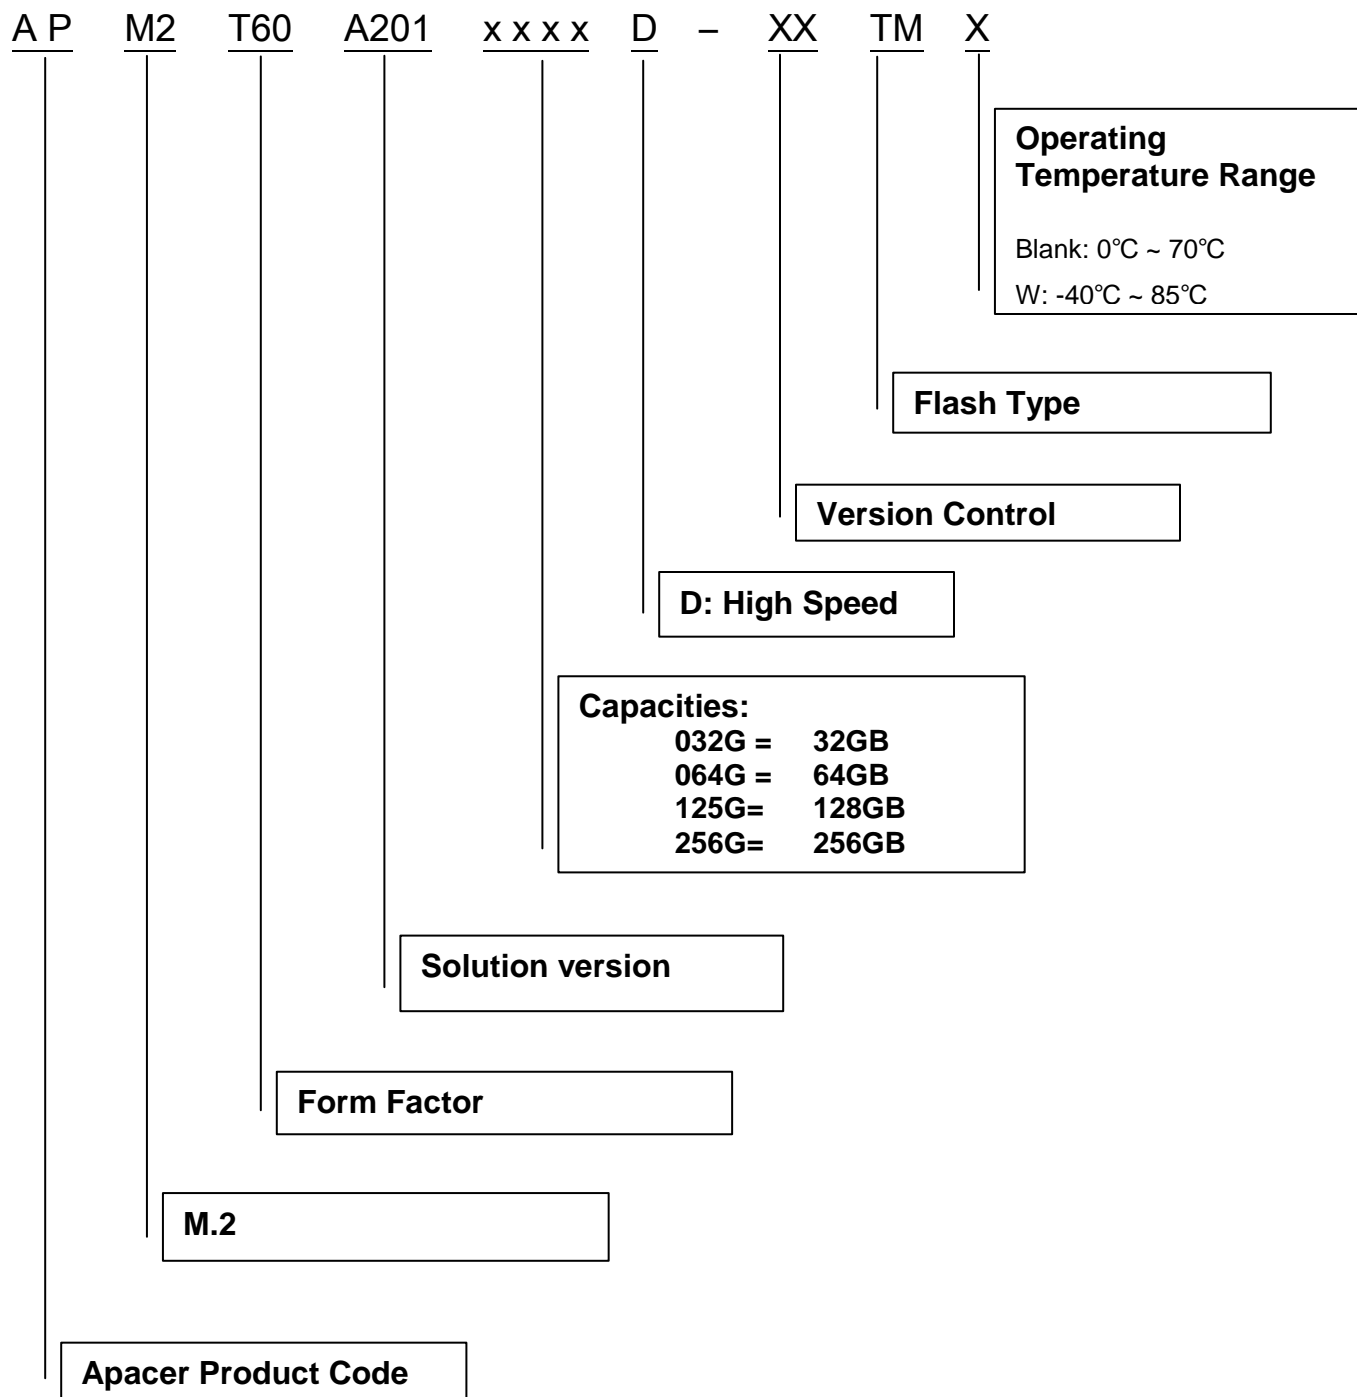 A P M2 T60 A201 x x x x D – XX TM X
Operating
Temperature Range
Blank: 0℃ ~ 70℃
W: -40℃ ~ 85℃
Flash Type
Version Control
D: High Speed
Capacities:
032G = 32GB
064G = 64GB
125G= 128GB
256G= 256GB
Solution version
Form Factor
M.2
Apacer Product Code